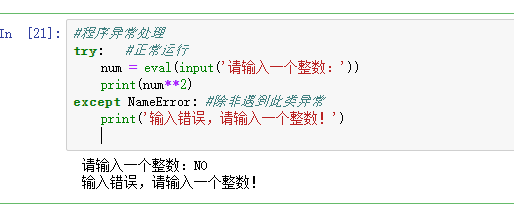 In [21]: #程序异常处理
try:   #正常运行
    num = eval(input('请输入一个整数：'))
    print(num**2)
except NameError: #除非遇到此类异常
    print('输入错误，请输入一个整数！')
请输入一个整数：NO
输入错误，请输入一个整数！